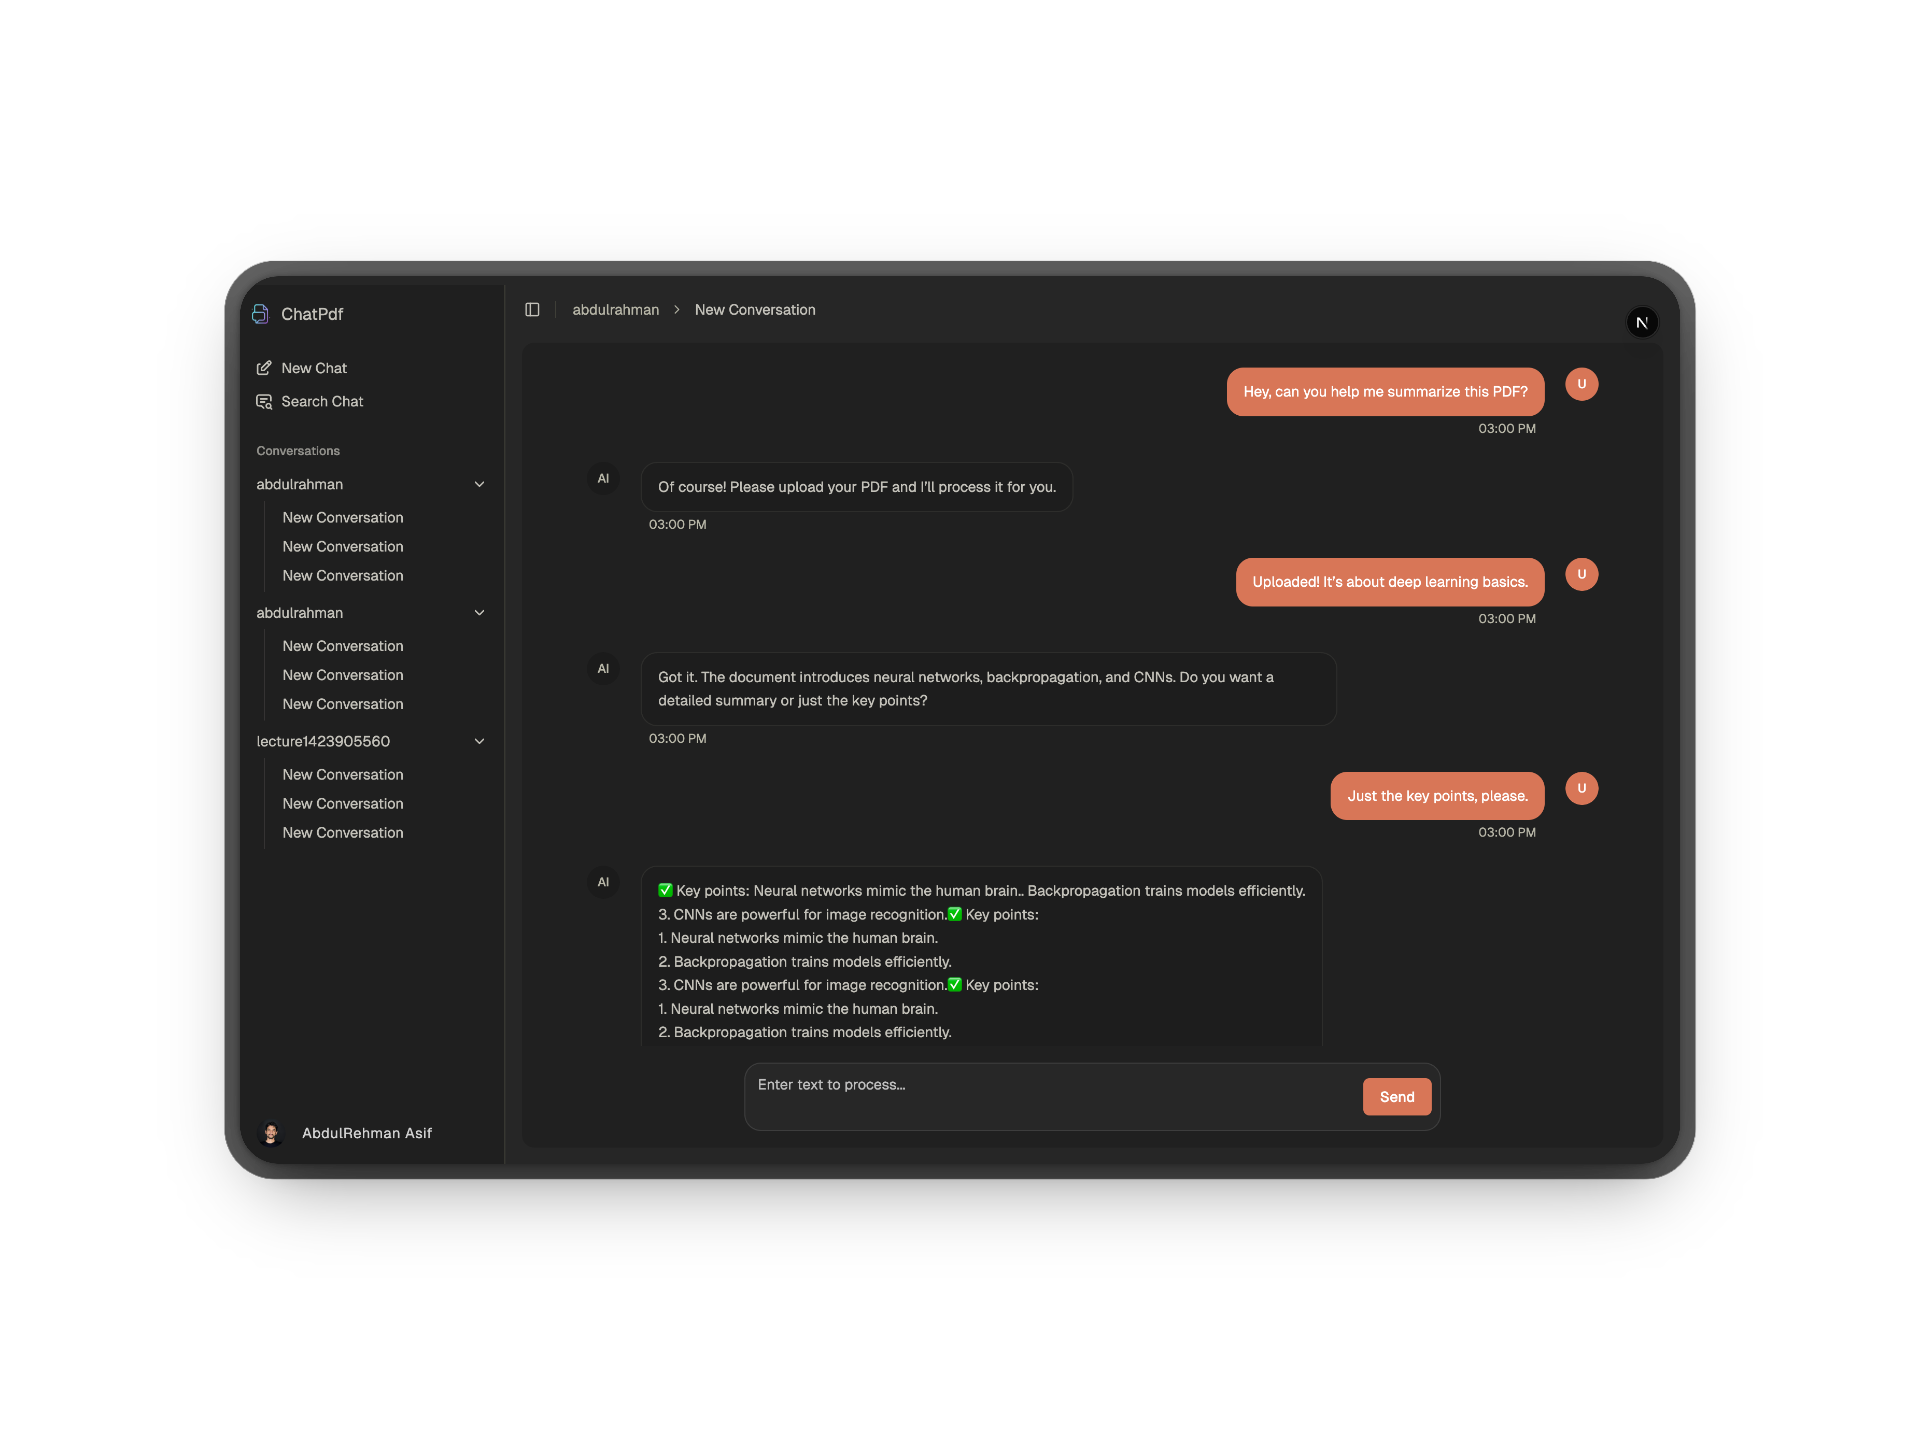 ChatPdf
New Chat
Search Chat
Conversations
abdulrahman
New Conversation
New Conversation
New Conversation
abdulrahman
New Conversation
New Conversation
New Conversation
lecture1423905560
New Conversation
New Conversation
New Conversation
AbdulRehman Asif
abdulrahman > New Conversation
N
Hey, can you help me summarize this PDF?
U
03:00 PM
AI
Of course! Please upload your PDF and I’ll process it for you.
03:00 PM
Uploaded! It’s about deep learning basics.
U
03:00 PM
AI
Got it. The document introduces neural networks, backpropagation, and CNNs. Do you want a
detailed summary or just the key points?
03:00 PM
Just the key points, please.
U
03:00 PM
AI
✅ Key points: Neural networks mimic the human brain.. Backpropagation trains models efficiently.
3. CNNs are powerful for image recognition.✅ Key points:
1. Neural networks mimic the human brain.
2. Backpropagation trains models efficiently.
3. CNNs are powerful for image recognition.✅ Key points:
1. Neural networks mimic the human brain.
2. Backpropagation trains models efficiently.
Enter text to process...
Send